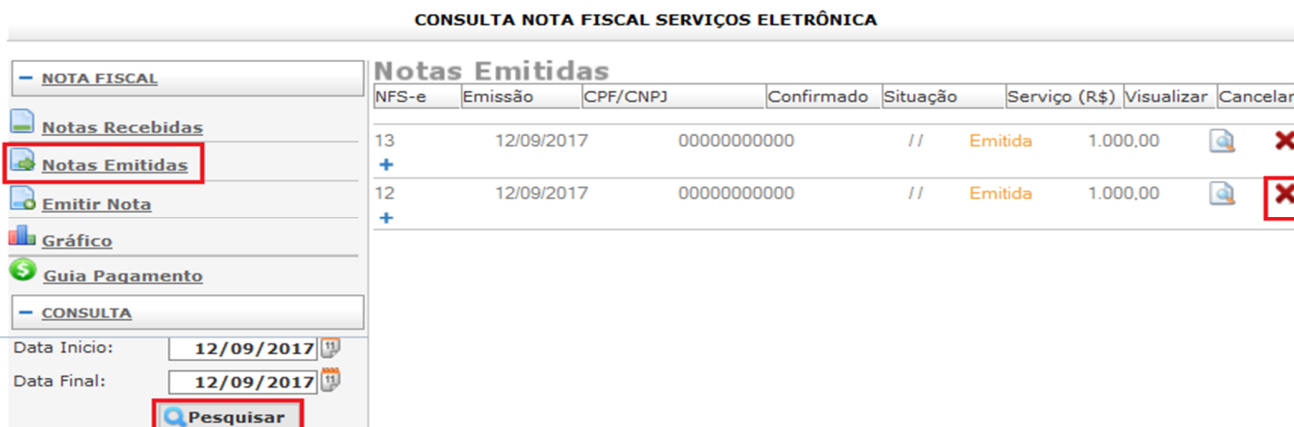 CONSULTA NOTA FISCAL SERVIÇOS ELETRÔNICA
NOTA FISCAL
Notas Recebidas
Notas Emitidas
Emitir Nota
Gráfico
Guia Pagamento
CONSULTA
Data Inicio: 12/09/2017
Data Final: 12/09/2017
Pesquisar
Notas Emitidas
NFS-e Emissão CPF/CNPJ Confirmado Situação Serviço (R$) Visualizar Cancelar
13 12/09/2017 00000000000 / / Emitida 1.000,00
+
12 12/09/2017 00000000000 / / Emitida 1.000,00
+